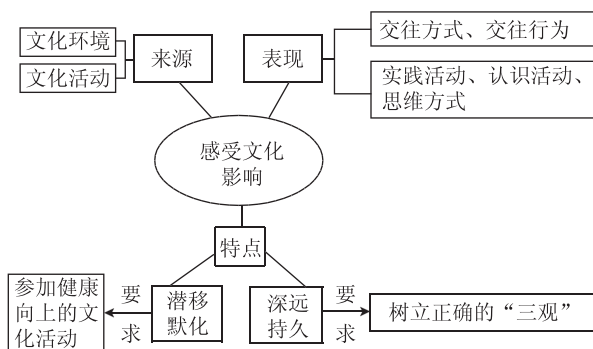 文化环境
文化活动
来源
表现
交往方式、交往行为
实践活动、认识活动、
思维方式
感受文化
影响
特点
参加健康
向上的文
化活动
要
求
潜移
默化
深远
持久
要
求
树立正确的“三观”